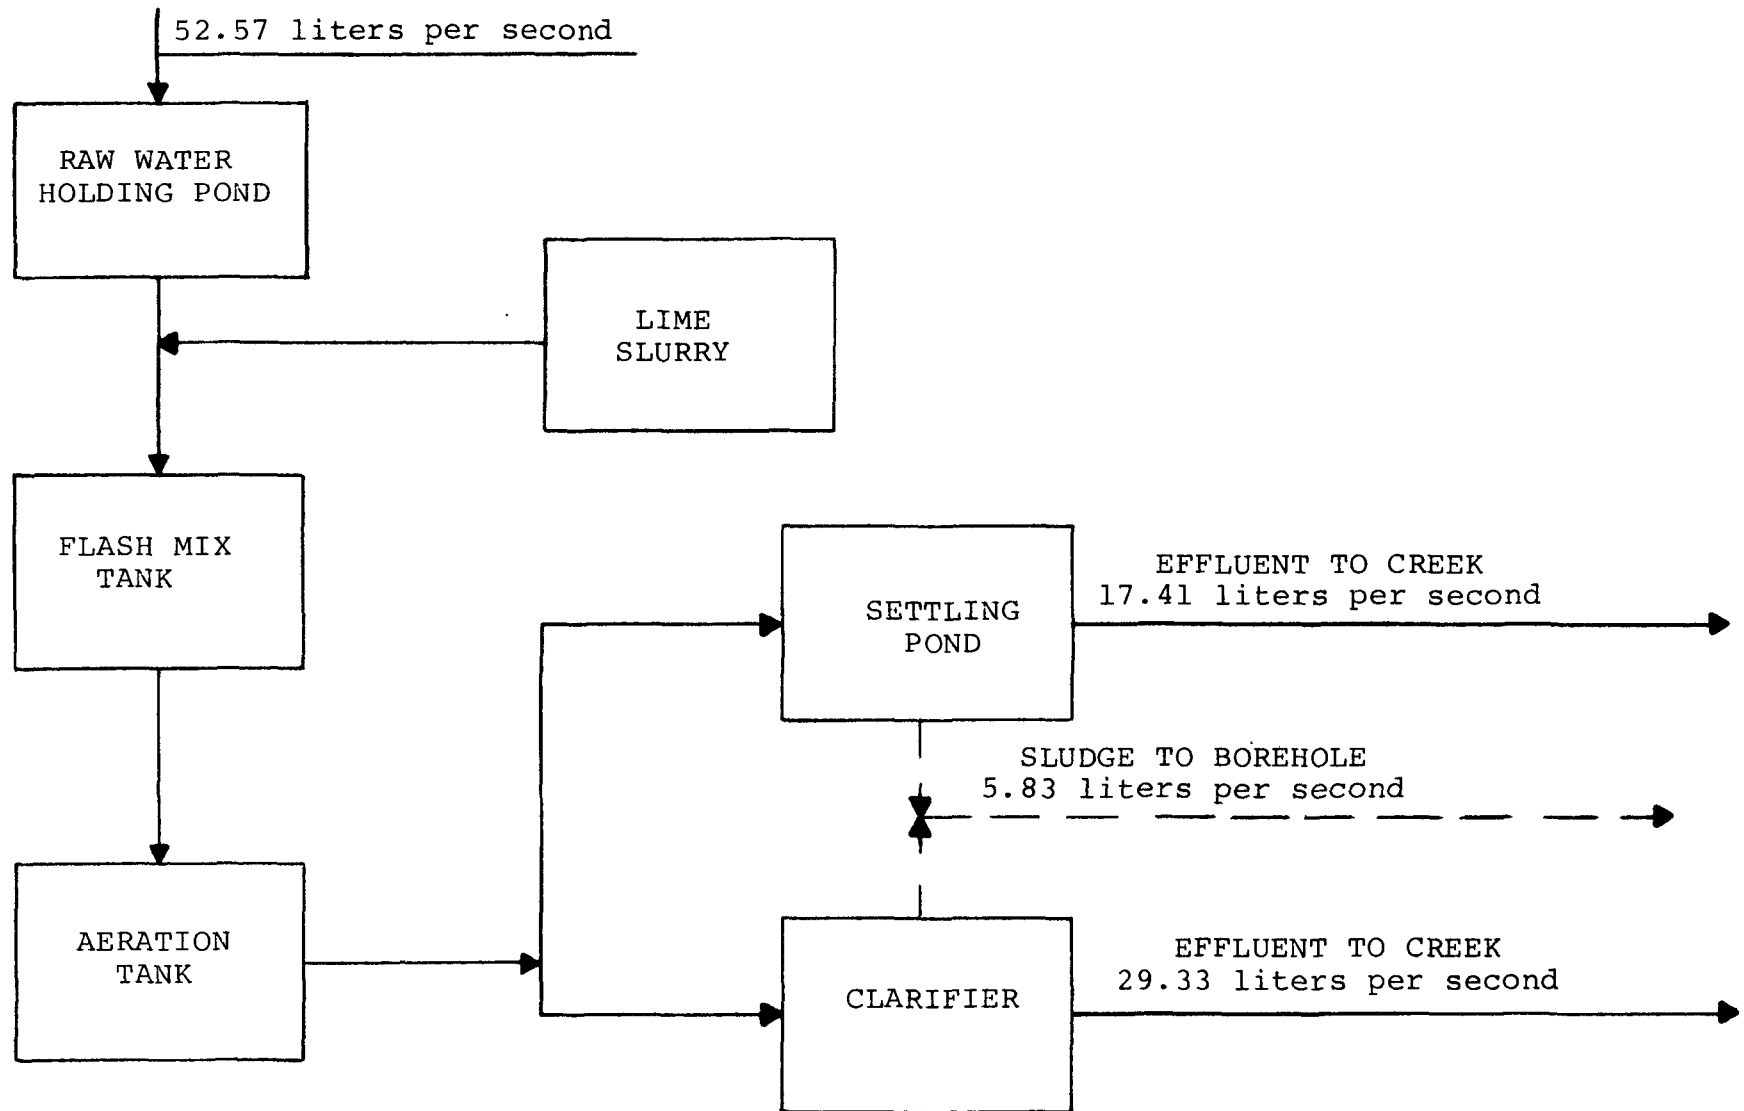 52.57 liters per second
RAW WATER
HOLDING POND
LIME
SLURRY
FLASH MIX
TANK
SETTLING
POND
EFFLUENT TO CREEK
17.41 liters per second
SLUDGE TO BOREHOLE
5.83 liters per second
AERATION
TANK
CLARIFIER
EFFLUENT TO CREEK
29.33 liters per second